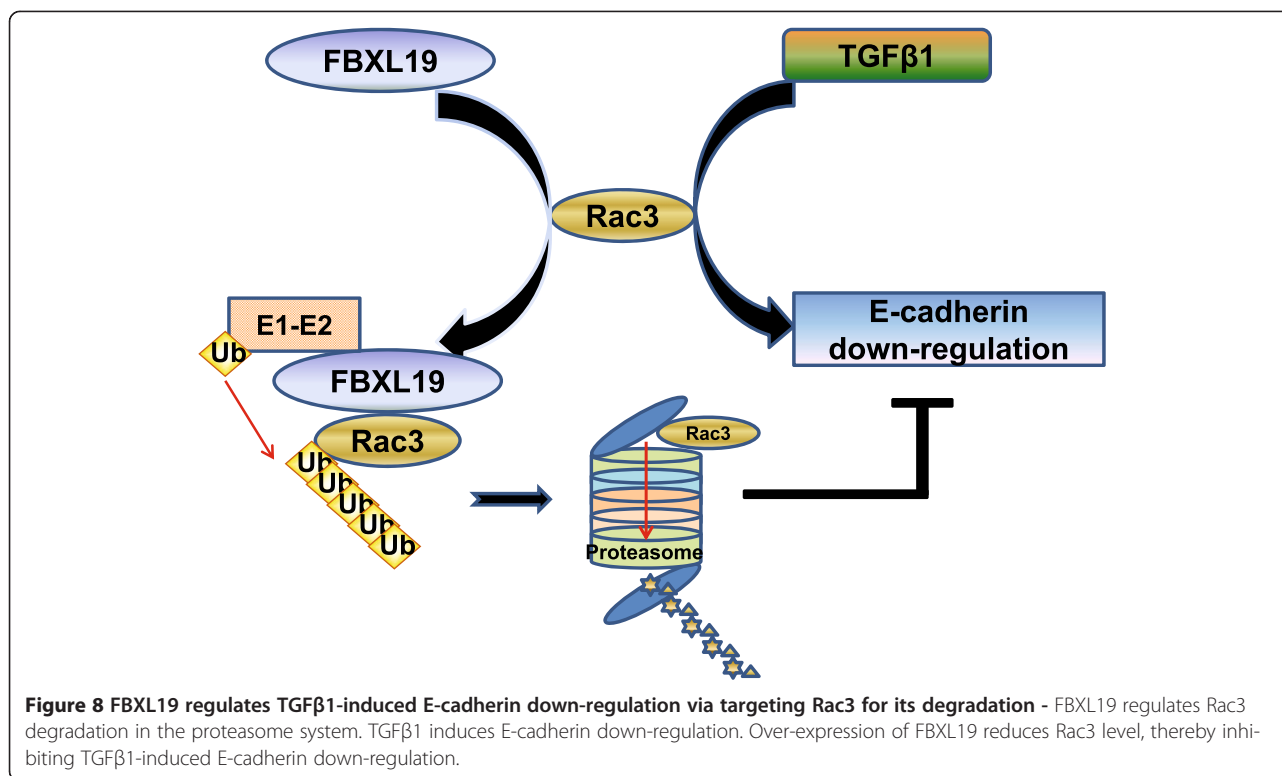 FBXL19
TGFβ1
Rac3
E1-E2
Ub
E-cadherin
down-regulation
FBXL19
Rac3
Rac3
Ub
Ub
Ub
Ub
Ub
Proteasome
Figure 8 FBXL19 regulates TGFβ1-induced E-cadherin down-regulation via targeting Rac3 for its degradation - FBXL19 regulates Rac3
degradation in the proteasome system. TGFβ1 induces E-cadherin down-regulation. Over-expression of FBXL19 reduces Rac3 level, thereby inhi-
biting TGFβ1-induced E-cadherin down-regulation.